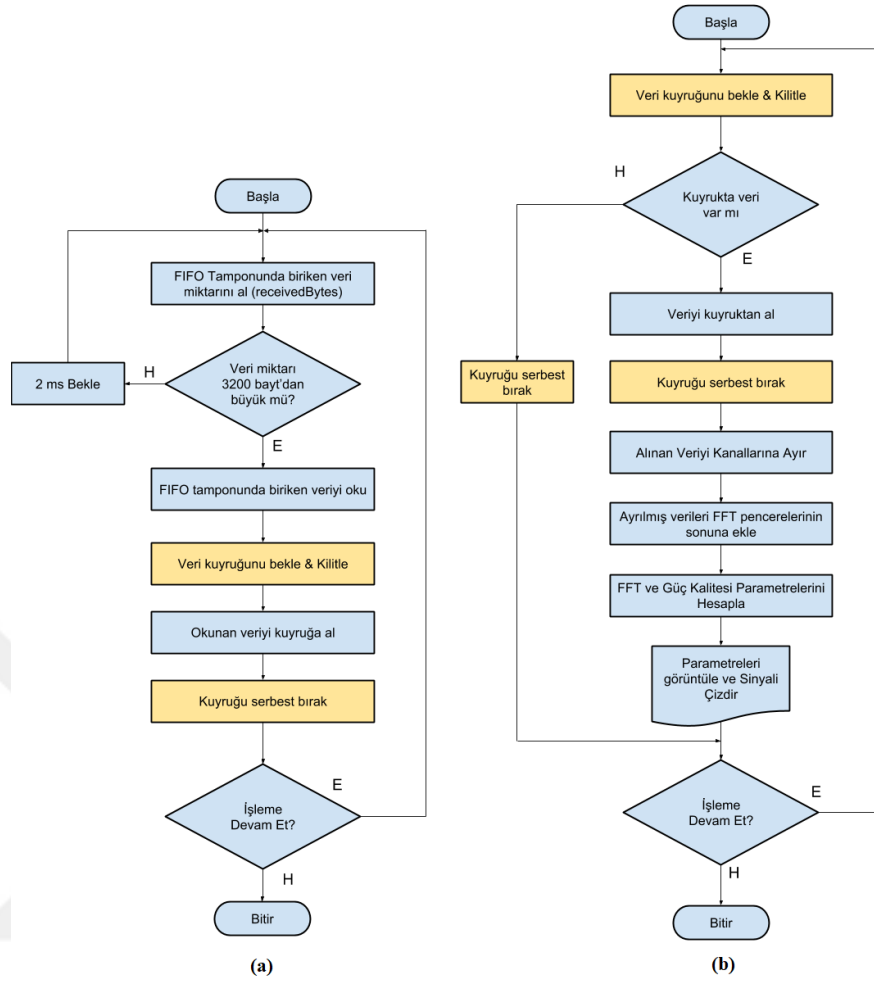 Başla
FIFO Tamponunda biriken veri
miktarını al (receivedBytes)
Veri miktarı
3200 bayt'dan
büyük mü?
H
2 ms Bekle
E
FIFO tamponunda biriken veriyi oku
Veri kuyruğunu bekle & Kilitle
Okunan veriyi kuyruğa al
Kuyruğu serbest bırak
İşleme
Devam Et?
E
H
Bitir
(a)
Başla
Veri kuyruğunu bekle & Kilitle
Kuyrukta veri
var mı
H
E
Kuyruğu serbest
bırak
Veriyi kuyruktan al
Kuyruğu serbest bırak
Alınan Veriyi Kanallarına Ayır
Ayrılmış verileri FFT pencerelerinin
sonuna ekle
FFT ve Güç Kalitesi Parametrelerini
Hesapla
Parametreleri
görüntüle ve Sinyali
Çizdir
İşleme
Devam Et?
E
H
Bitir
(b)